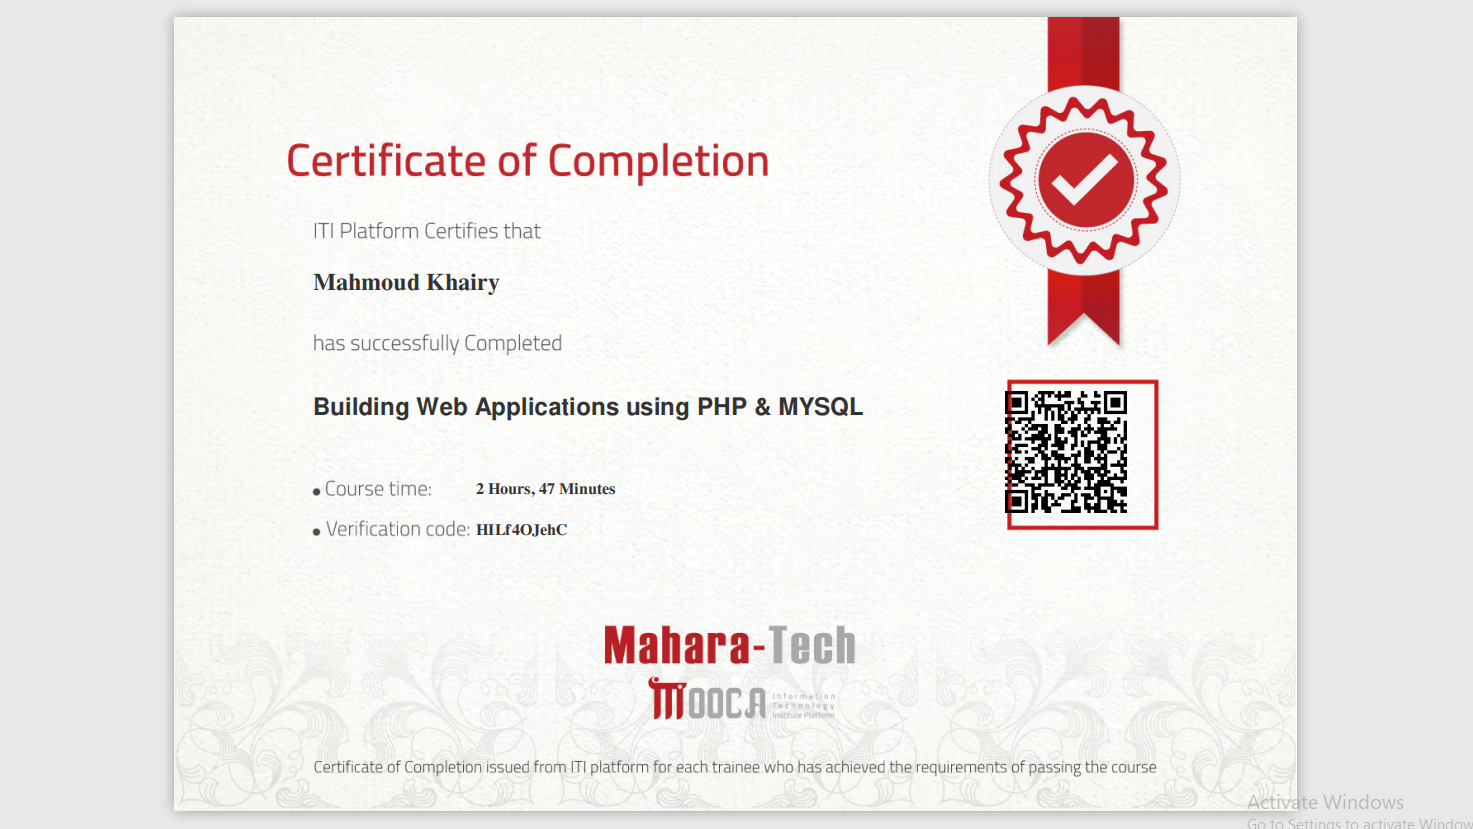 Certificate of Completion
ITI Platform Certifies that
Mahmoud Khairy
has successfully Completed
Building Web Applications using PHP & MYSQL
• Course time: 2 Hours, 47 Minutes
• Verification code: HILf4OJehC
Mahara-Tech
MOOCA Information
Technology
Institute Platform
Certificate of Completion issued from ITI platform for each trainee who has achieved the requirements of passing the course
Activate Windows
Go to Settings to activate Window